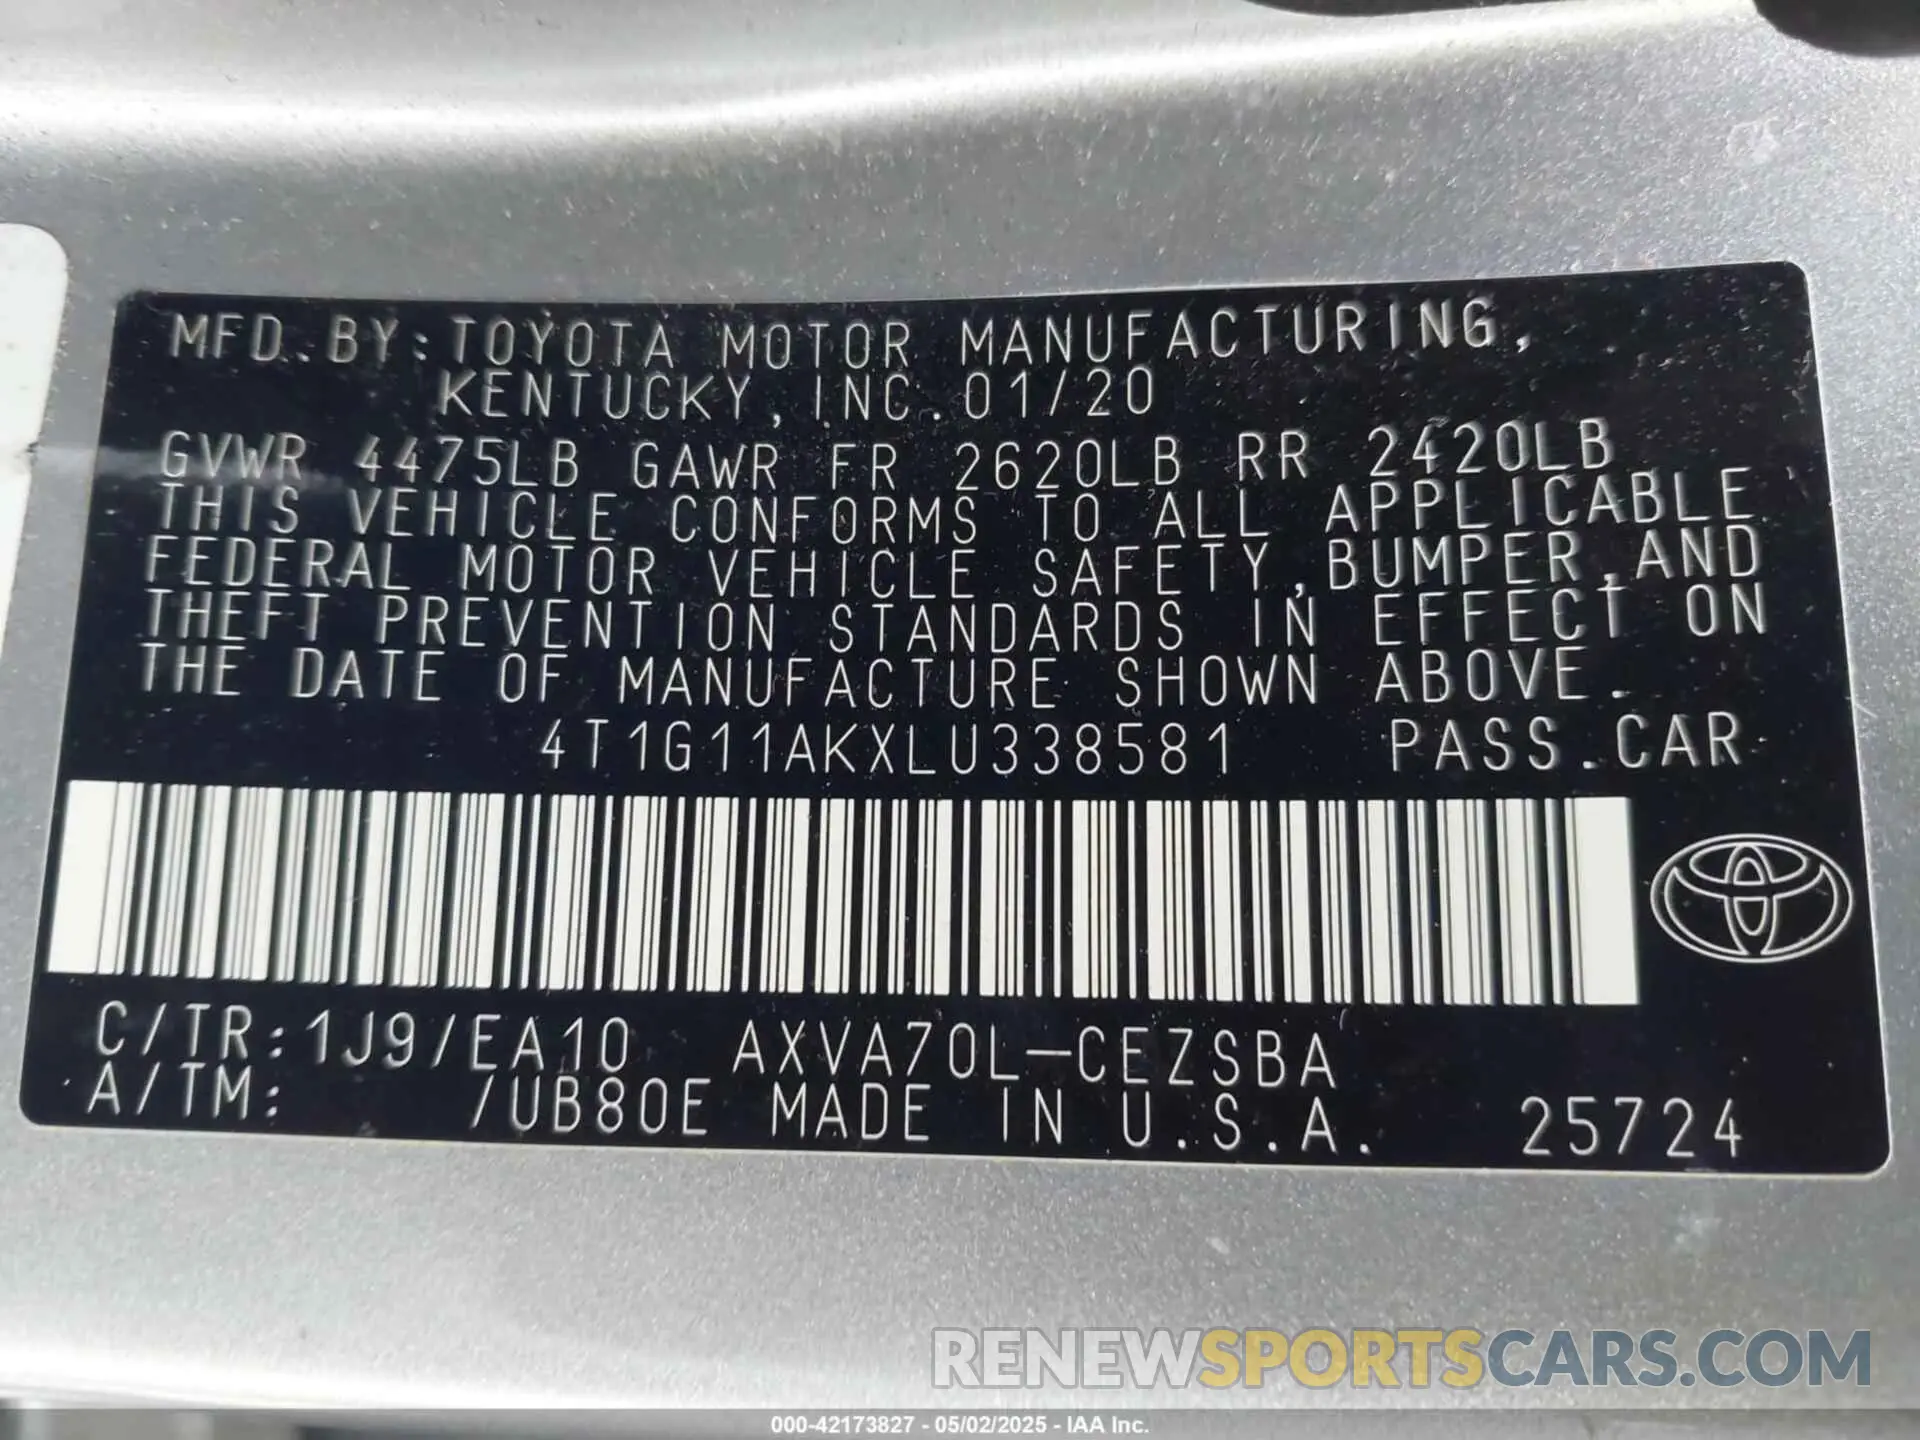 MFD. BY: TOYOTA MOTOR MANUFACTURING,
KENTUCKY, INC. 01/20
GVWR 4475LB GAWR FR 2620LB RR 2420LB
THIS VEHICLE CONFORMS TO ALL APPLICABLE
FEDERAL MOTOR VEHICLE SAFETY, BUMPER, AND
THEFT PREVENTION STANDARDS IN EFFECT ON
THE DATE OF MANUFACTURE SHOWN ABOVE.
4T1G11AKXLU338581 PASS. CAR
C/TR: 1J9/EA10 AXVA70L-CEZSBA
A/TM: /UB80E MADE IN U.S.A. 25724
RENEWSPORTSCARS.COM
000-42173827 - 05/02/2025 - IAA Inc.